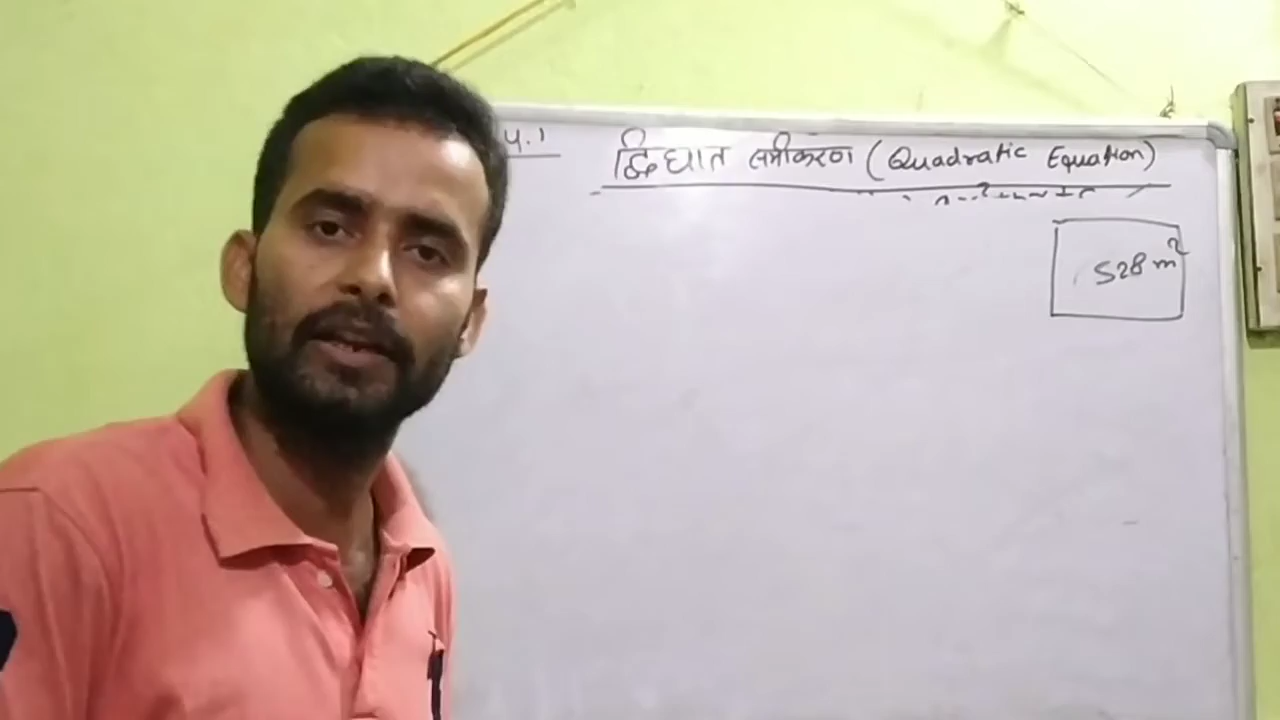 4.1
द्विघात समीकरण (Quadratic Equation)
528 m²